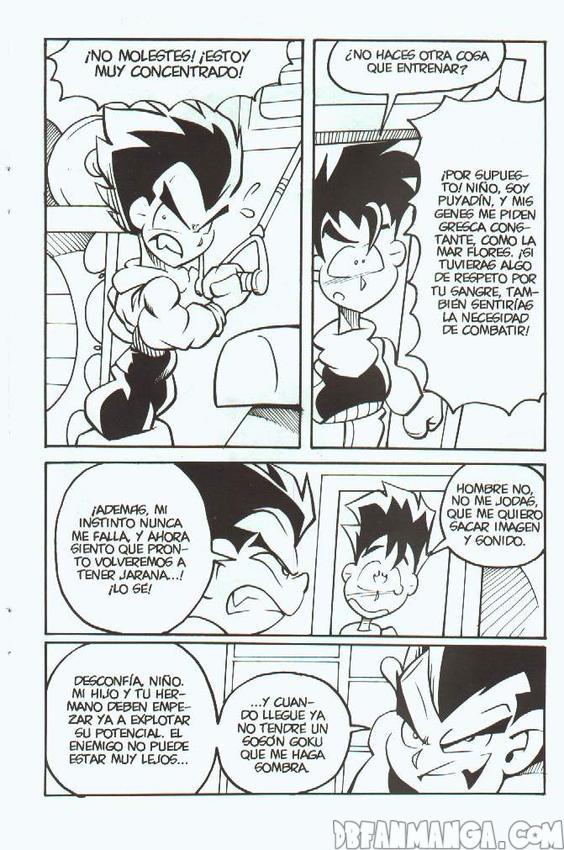 ¡NO MOLESTES! ¡ESTOY
MUY CONCENTRADO!
¿NO HACES OTRA COSA
QUE ENTRENAR?
¡POR SUPUES-
TO! NIÑO, SOY
PUYADÍN, Y MIS
GENES ME PIDEN
GRESCA CONS-
TANTE, COMO LA
MAR FLORES. ¡SI
TUVIERAS ALGO
DE RESPETO POR
TU SANGRE, TAM-
BIÉN SENTIRÍAS
LA NECESIDAD
DE COMBATIR!
¡ADEMÁS, MI
INSTINTO NUNCA
ME FALLA, Y AHORA
SIENTO QUE PRON-
TO VOLVEREMOS A
TENER JARANA...!
¡LO SÉ!
HOMBRE NO,
NO ME JODAS,
QUE ME QUIERO
SACAR IMAGEN
Y SONIDO.
DESCONFÍA, NIÑO.
MI HIJO Y TU HER-
MANO DEBEN EMPE-
ZAR YA A EXPLOTAR
SU POTENCIAL. EL
ENEMIGO NO PUEDE
ESTAR MUY LEJOS...
...Y CUAN-
DO LLEGUE YA
NO TENDRÉ UN
SOSÓN GOKU
QUE ME HAGA
SOMBRA.
DBFANMANGA.COM